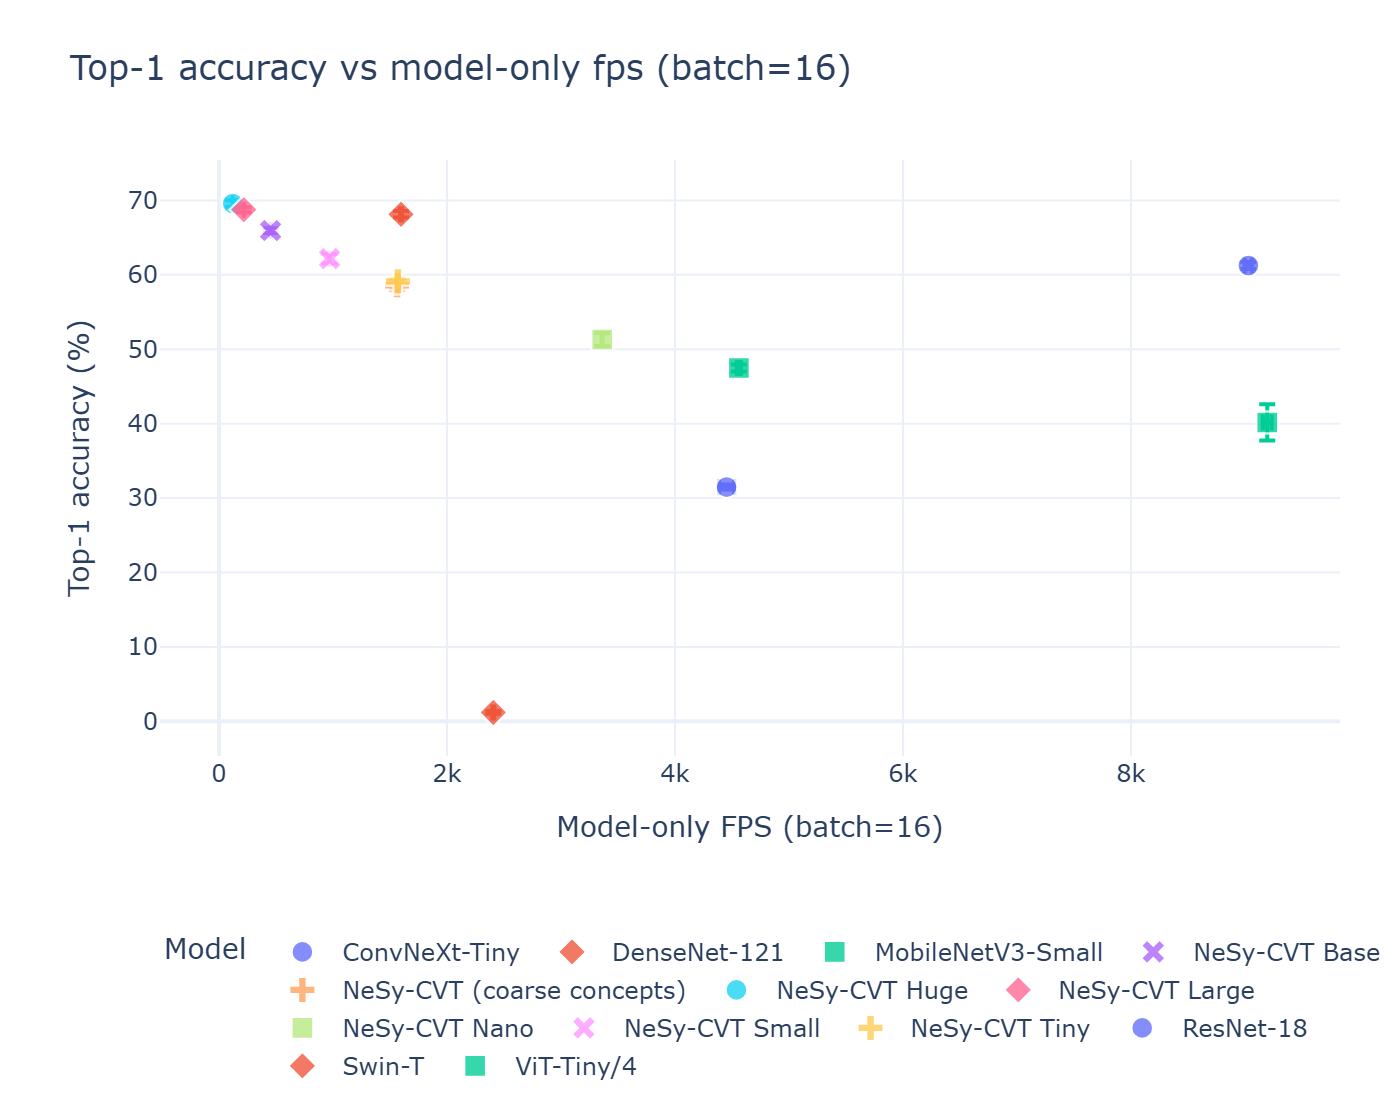 Top-1 accuracy vs model-only fps (batch=16)
70
60
50
40
30
20
10
0
Top-1 accuracy (%)
0 2k 4k 6k 8k
Model-only FPS (batch=16)
Model
ConvNeXt-Tiny DenseNet-121 MobileNetV3-Small NeSy-CVT Base
NeSy-CVT (coarse concepts) NeSy-CVT Huge NeSy-CVT Large
NeSy-CVT Nano NeSy-CVT Small NeSy-CVT Tiny ResNet-18
Swin-T ViT-Tiny/4